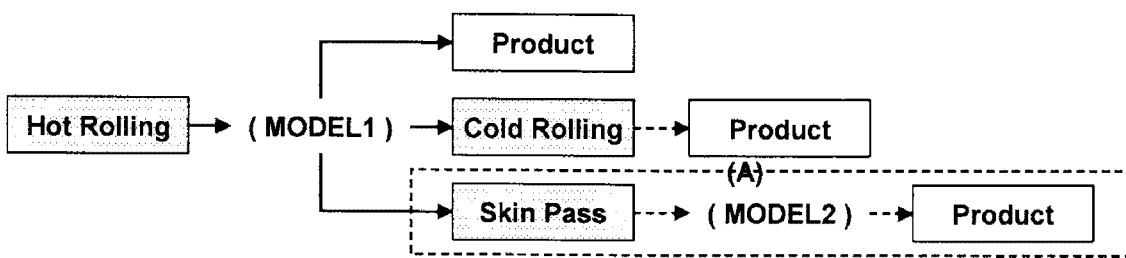 Product
Hot Rolling ( MODEL1 ) Cold Rolling Product
(A)
Skin Pass ( MODEL2 ) Product